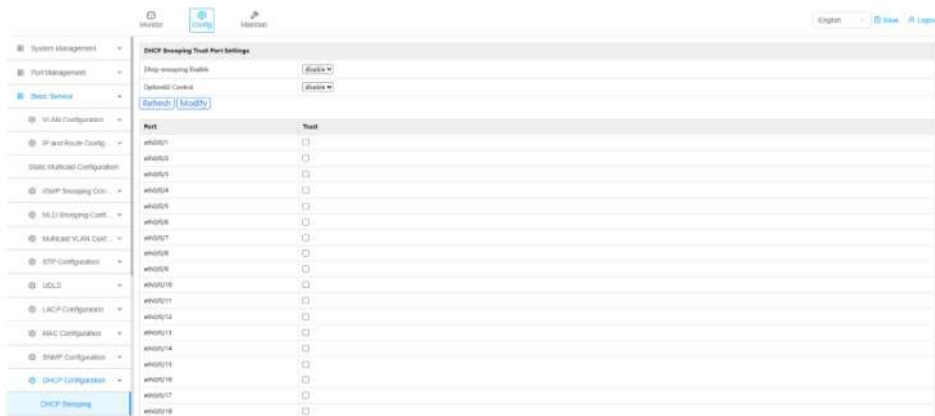 Monitor
Config
Maintain
English
Save
Logout
System Management
Port Management
Basic Service
VLAN Configuration
IP and Route Config...
Static Multicast Configuration
IGMP Snooping Con...
MLD Snooping Confi...
Multicast VLAN Conf...
STP Configuration
UDLD
LACP Configuration
MAC Configuration
SNMP Configuration
DHCP Configuration
DHCP Snooping
DHCP Snooping Trust Port Settings
Dhcp-snooping Enable disable
Option82 Control disable
Refresh Modify
Port Trust
eth0/0/1
eth0/0/2
eth0/0/3
eth0/0/4
eth0/0/5
eth0/0/6
eth0/0/7
eth0/0/8
eth0/0/9
eth0/0/10
eth0/0/11
eth0/0/12
eth0/0/13
eth0/0/14
eth0/0/15
eth0/0/16
eth0/0/17
eth0/0/18